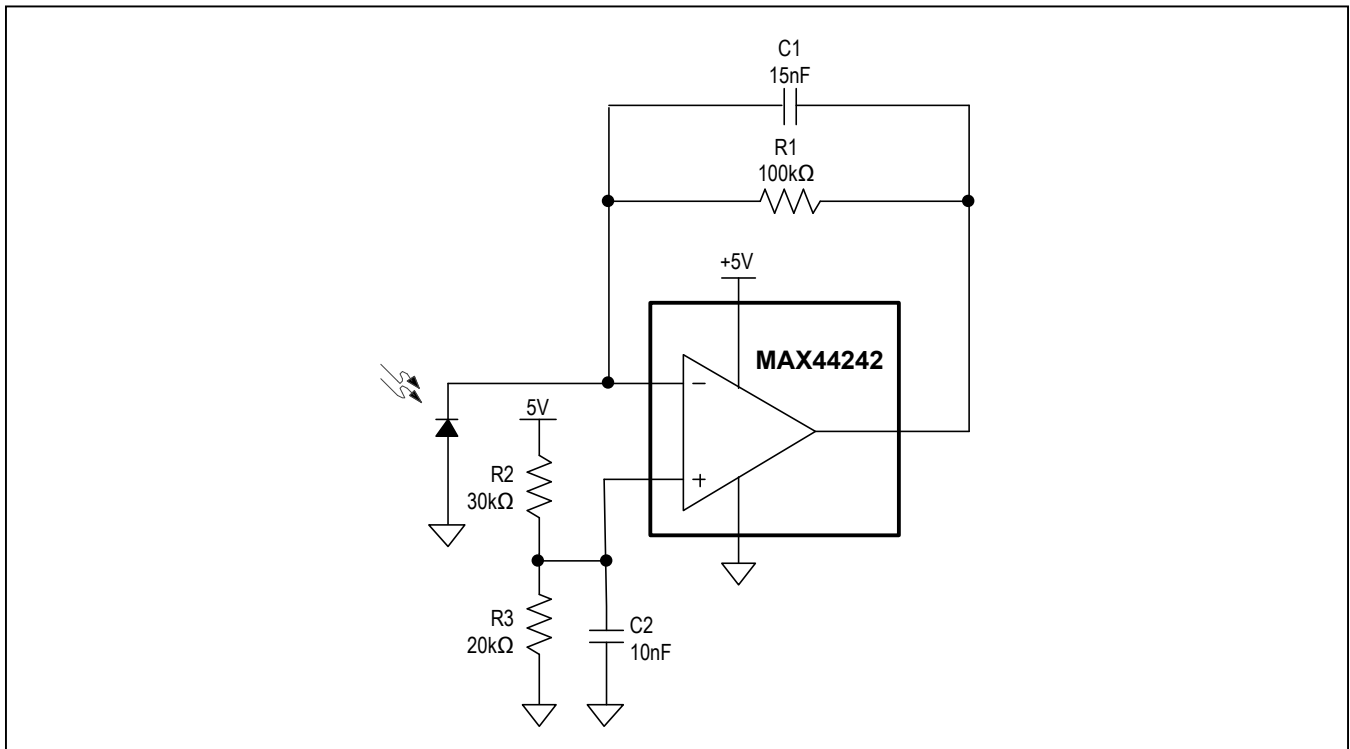 C1
15nF
R1
100kΩ
+5V
MAX44242
−
5V
R2
30kΩ
+
R3
20kΩ
C2
10nF